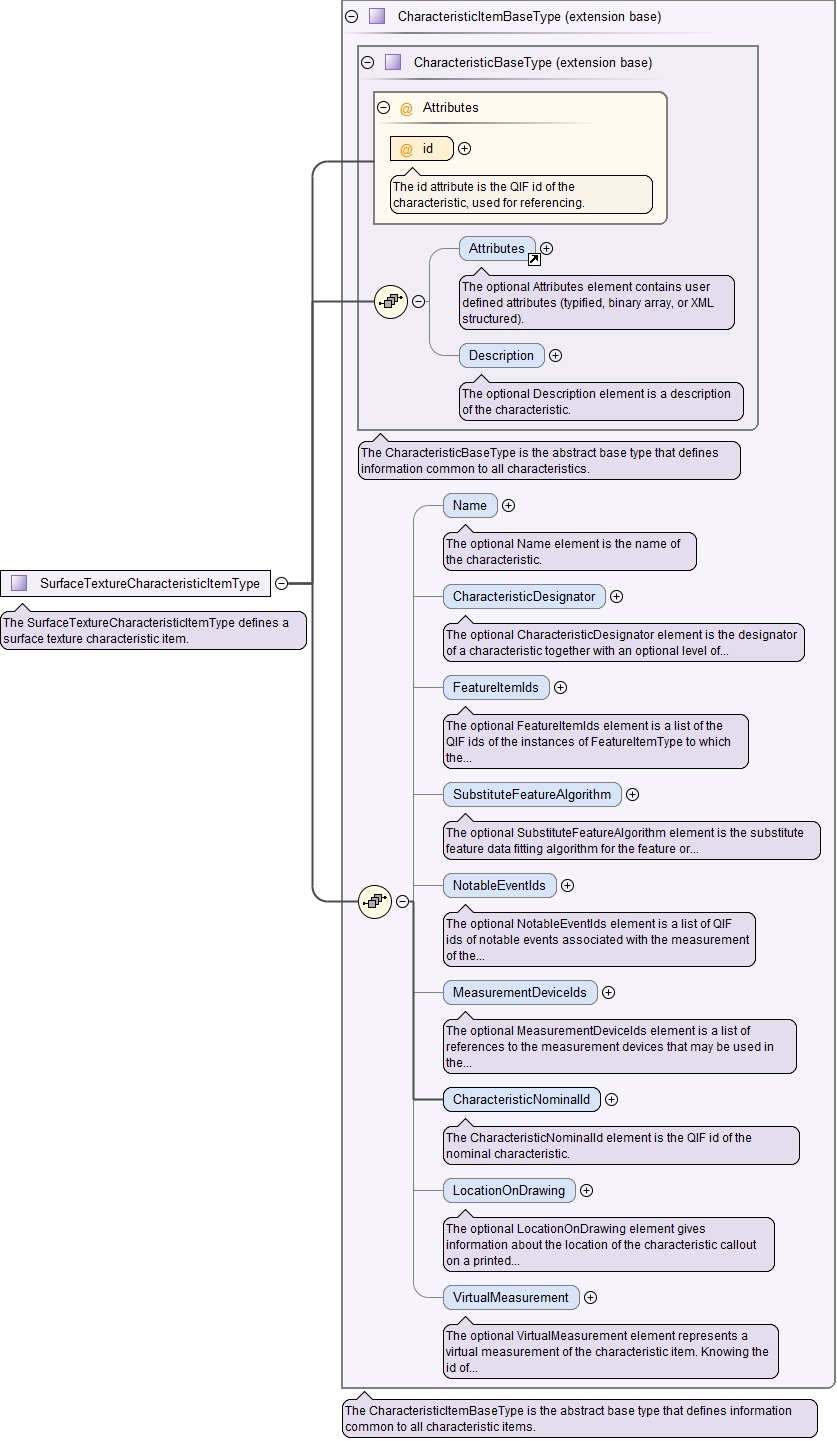 CharacteristicItemBaseType (extension base)
CharacteristicBaseType (extension base)
@ Attributes
@ id
The id attribute is the QIF id of the
characteristic, used for referencing.
Attributes
The optional Attributes element contains user
defined attributes (typified, binary array, or XML
structured).
Description
The optional Description element is a description
of the characteristic.
The CharacteristicBaseType is the abstract base type that defines
information common to all characteristics.
Name
The optional Name element is the name of
the characteristic.
SurfaceTextureCharacteristicItemType
The SurfaceTextureCharacteristicItemType defines a
surface texture characteristic item.
CharacteristicDesignator
The optional CharacteristicDesignator element is the designator
of a characteristic together with an optional level of...
FeatureItemIds
The optional FeatureItemIds element is a list of the
QIF ids of the instances of FeatureItemType to which
the...
SubstituteFeatureAlgorithm
The optional SubstituteFeatureAlgorithm element is the substitute
feature data fitting algorithm for the feature or...
NotableEventIds
The optional NotableEventIds element is a list of QIF
ids of notable events associated with the measurement
of the...
MeasurementDeviceIds
The optional MeasurementDeviceIds element is a list of
references to the measurement devices that may be used in
the...
CharacteristicNominalId
The CharacteristicNominalId element is the QIF id of the
nominal characteristic.
LocationOnDrawing
The optional LocationOnDrawing element gives
information about the location of the characteristic callout
on a printed...
VirtualMeasurement
The optional VirtualMeasurement element represents a
virtual measurement of the characteristic item. Knowing the
id of...
The CharacteristicItemBaseType is the abstract base type that defines information
common to all characteristic items.